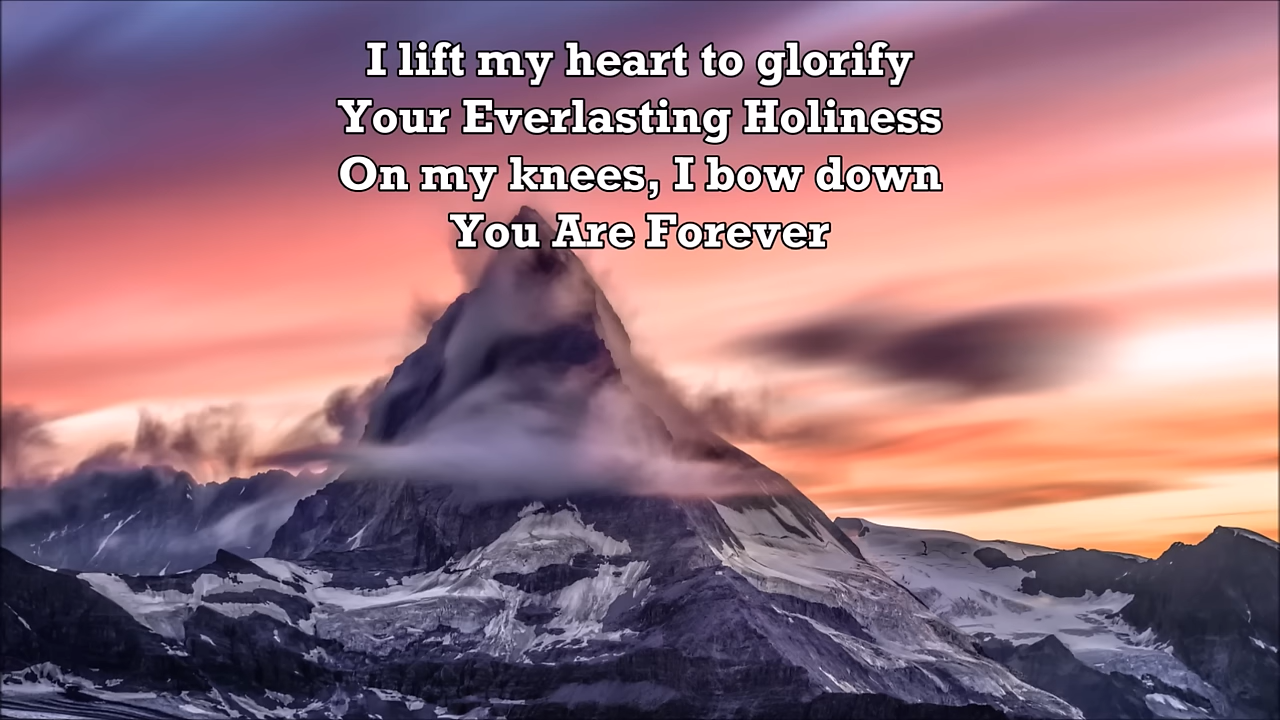 I lift my heart to glorify
Your Everlasting Holiness
On my knees, I bow down
You Are Forever